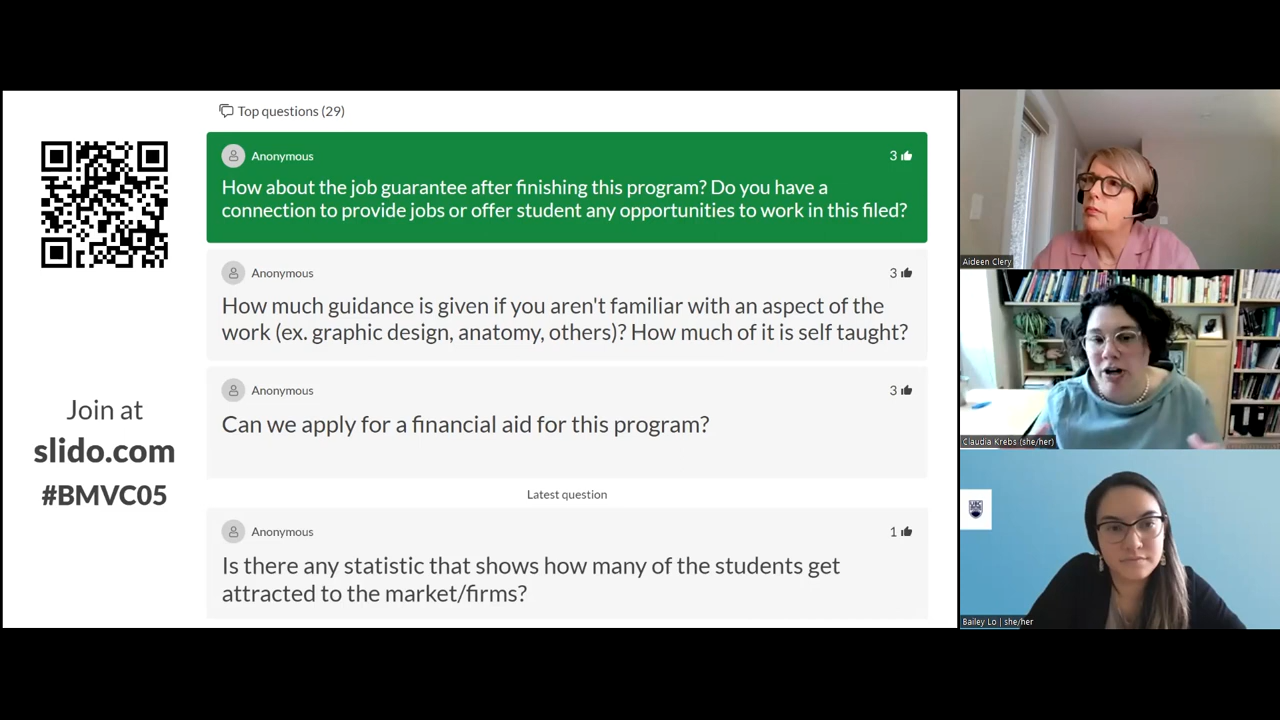 Top questions (29)
Anonymous
3
How about the job guarantee after finishing this program? Do you have a
connection to provide jobs or offer student any opportunities to work in this filed?
Anonymous
3
How much guidance is given if you aren't familiar with an aspect of the
work (ex. graphic design, anatomy, others)? How much of it is self taught?
Anonymous
3
Can we apply for a financial aid for this program?
Latest question
Anonymous
1
Is there any statistic that shows how many of the students get
attracted to the market/firms?
Join at
slido.com
#BMVC05
Aideen Clery
Claudia Krebs (she/her)
UBC
Bailey Lo | she/her